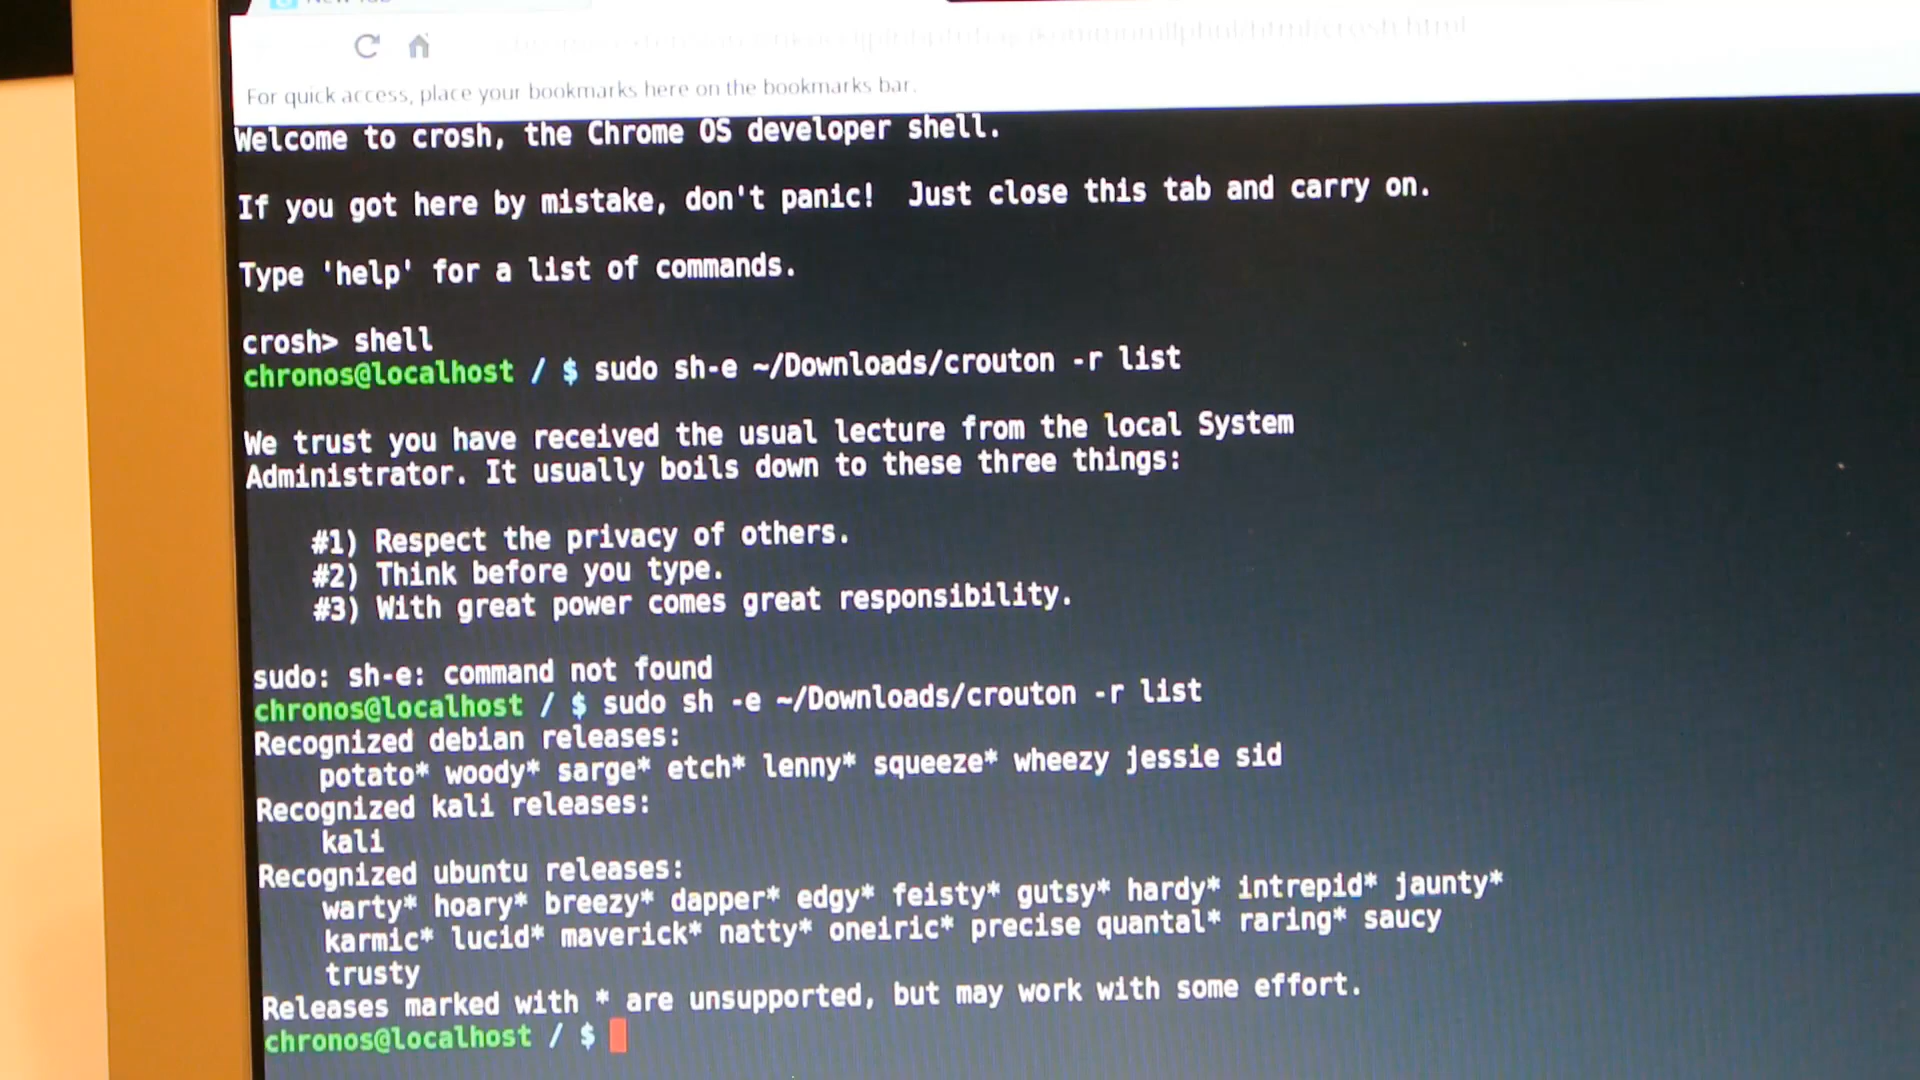 New Tab
For quick access, place your bookmarks here on the bookmarks bar.
Welcome to crosh, the Chrome OS developer shell.
If you got here by mistake, don't panic!  Just close this tab and carry on.
Type 'help' for a list of commands.
crosh> shell
chronos@localhost / $ sudo sh-e ~/Downloads/crouton -r list
We trust you have received the usual lecture from the local System
Administrator. It usually boils down to these three things:
#1) Respect the privacy of others.
#2) Think before you type.
#3) With great power comes great responsibility.
sudo: sh-e: command not found
chronos@localhost / $ sudo sh -e ~/Downloads/crouton -r list
Recognized debian releases:
potato* woody* sarge* etch* lenny* squeeze* wheezy jessie sid
Recognized kali releases:
kali
Recognized ubuntu releases:
warty* hoary* breezy* dapper* edgy* feisty* gutsy* hardy* intrepid* jaunty*
karmic* lucid* maverick* natty* oneiric* precise quantal* raring* saucy
trusty
Releases marked with * are unsupported, but may work with some effort.
chronos@localhost / $